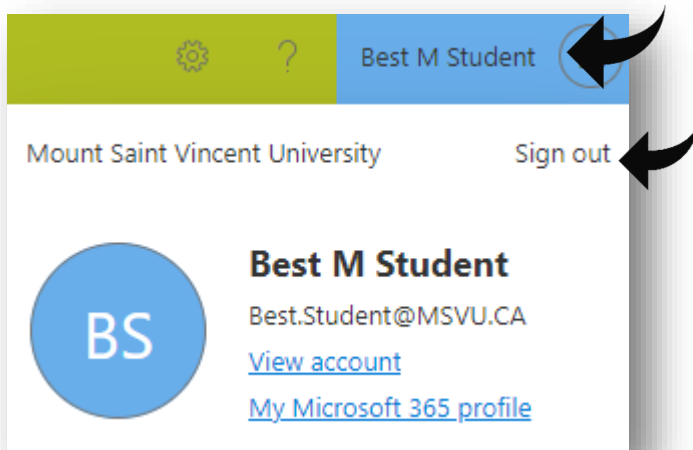 ? Best M Student
Mount Saint Vincent University Sign out
BS
Best M Student
Best.Student@MSVU.CA
View account
My Microsoft 365 profile